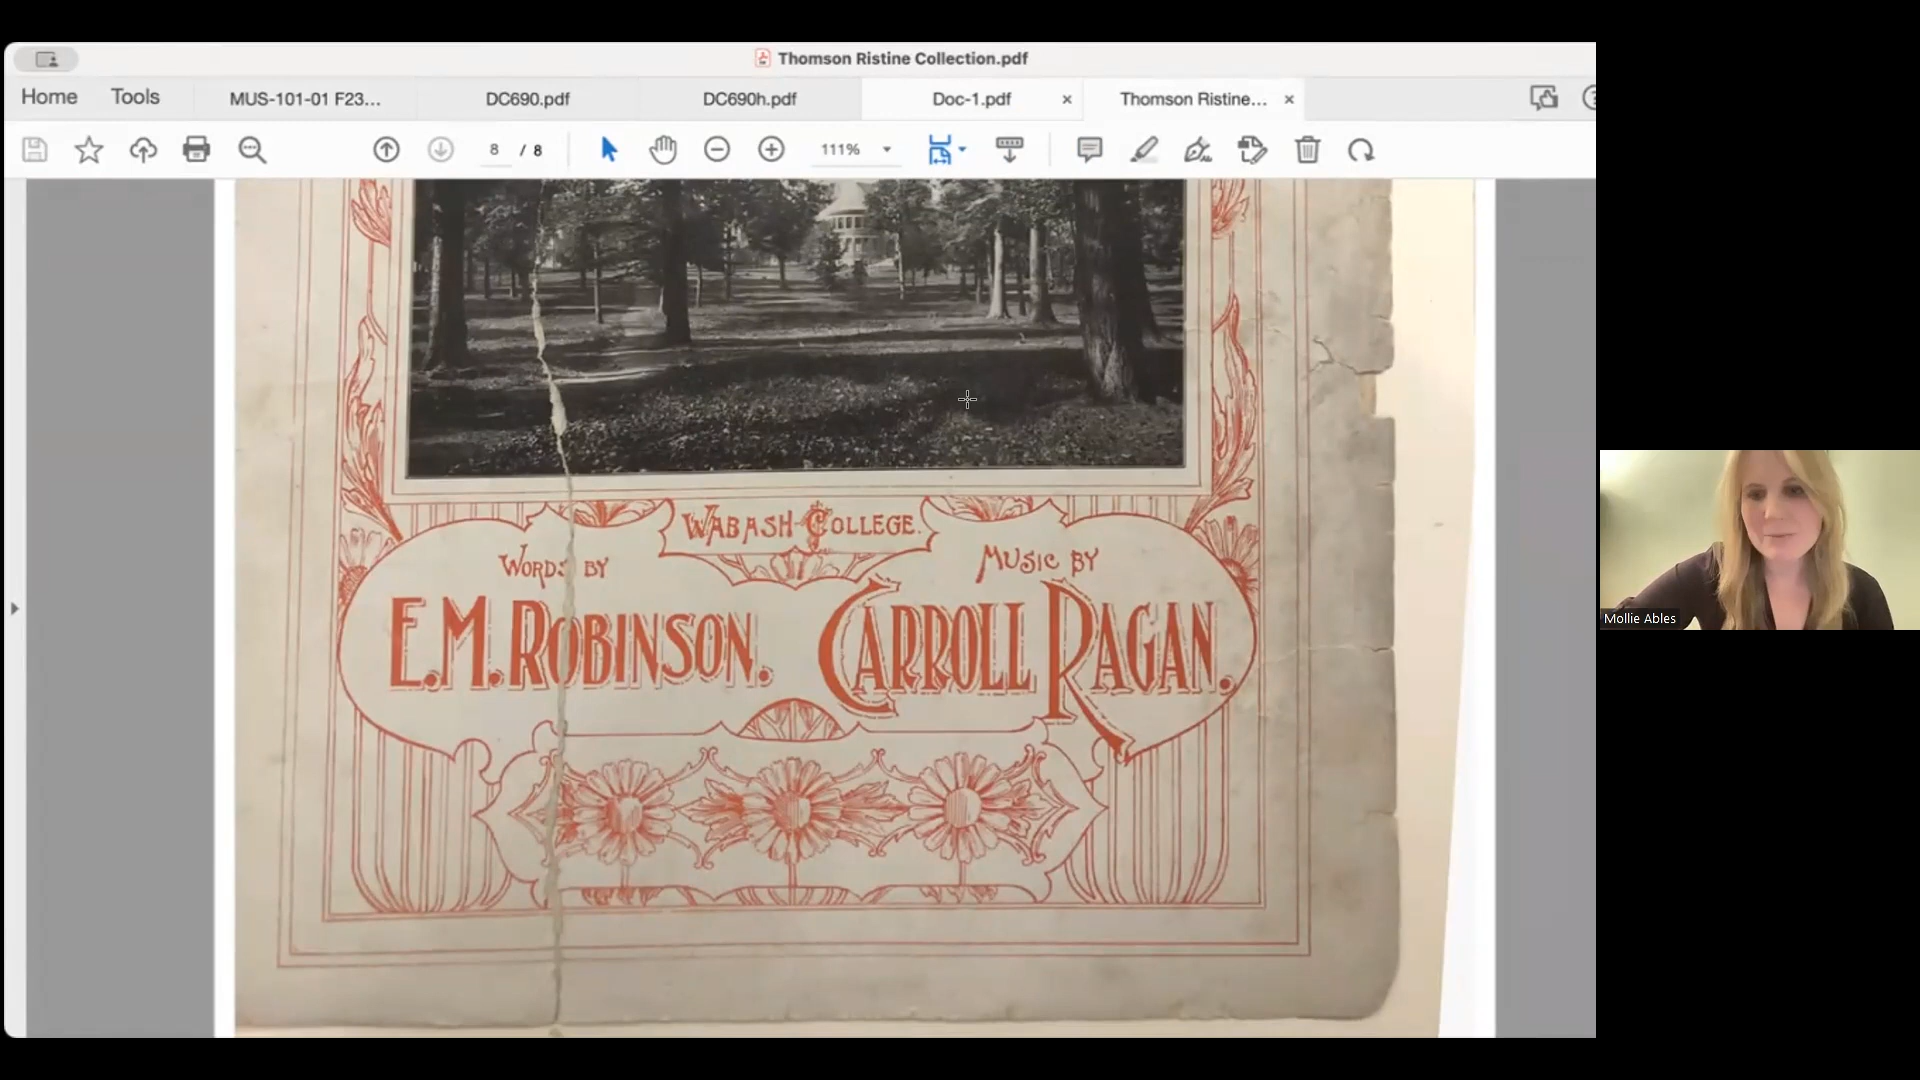 Thomson Ristine Collection.pdf
Home Tools MUS-101-01 F23... DC690.pdf DC690h.pdf Doc-1.pdf × Thomson Ristine... ×
8 / 8 111%
WABASH COLLEGE.
WORDS BY MUSIC BY
E.M. ROBINSON. CARROLL RAGAN.
Mollie Ables